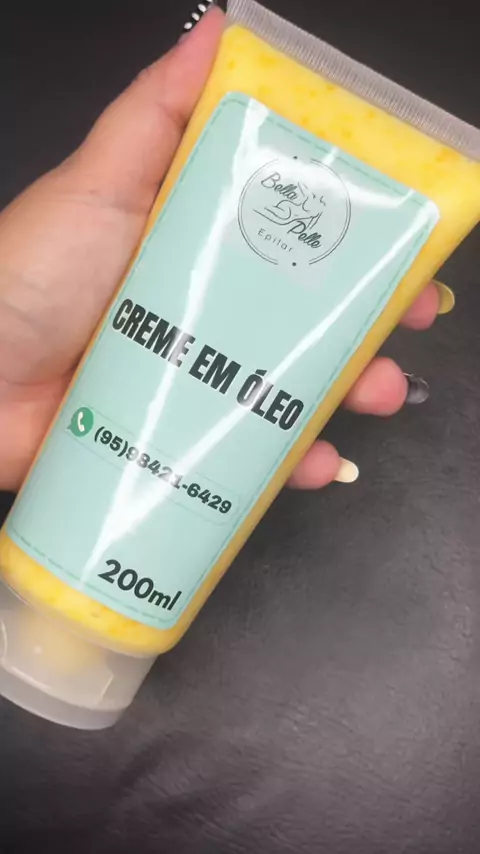 Bella
Pelle
Epilar
CREME EM ÓLEO
(95)98421-6429
200ml